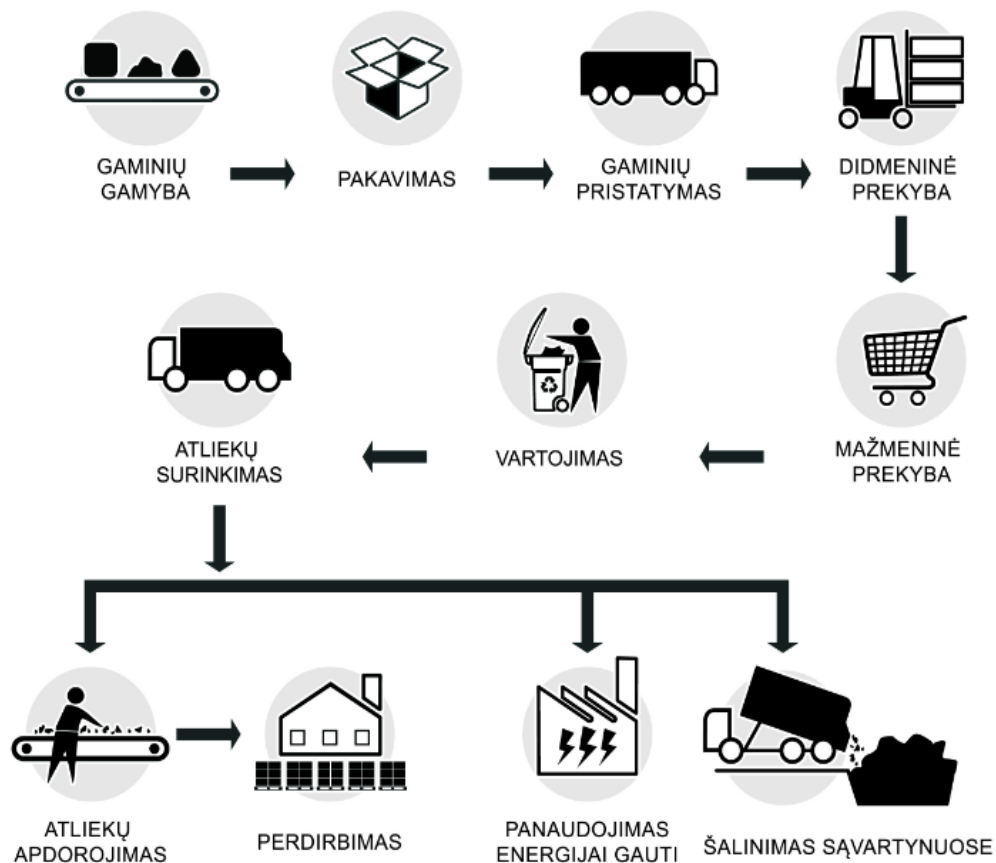 GAMINIŲ
GAMYBA
PAKAVIMAS
GAMINIŲ
PRISTATYMAS
DIDMENINĖ
PREKYBA
ATLIEKŲ
SURINKIMAS
VARTOJIMAS
MAŽMENINĖ
PREKYBA
ATLIEKŲ
APDOROJIMAS
PERDIRBIMAS
PANAUDOJIMAS
ENERGIJAI GAUTI
ŠALINIMAS SĄVARTYNUOSE